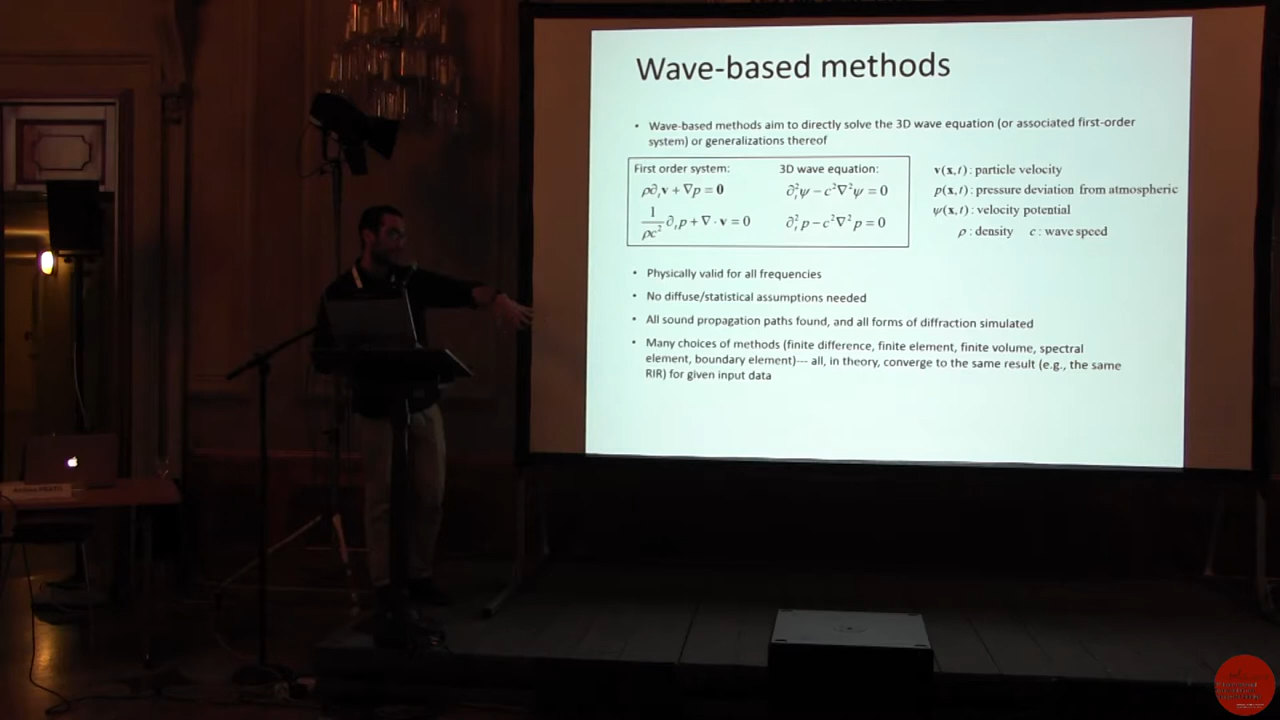 Wave-based methods
• Wave-based methods aim to directly solve the 3D wave equation (or associated first-order
system) or generalizations thereof
First order system:
ρ∂ₜv + ∇p = 0
1/(ρc²) ∂ₜp + ∇ · v = 0
3D wave equation:
∂ₜ²ψ − c²∇²ψ = 0
∂ₜ²p − c²∇²p = 0
v(x,t) : particle velocity
p(x,t) : pressure deviation from atmospheric
ψ(x,t) : velocity potential
ρ : density c : wave speed
• Physically valid for all frequencies
• No diffuse/statistical assumptions needed
• All sound propagation paths found, and all forms of diffraction simulated
• Many choices of methods (finite difference, finite element, finite volume, spectral
element, boundary element)--- all, in theory, converge to the same result (e.g., the same
RIR) for given input data